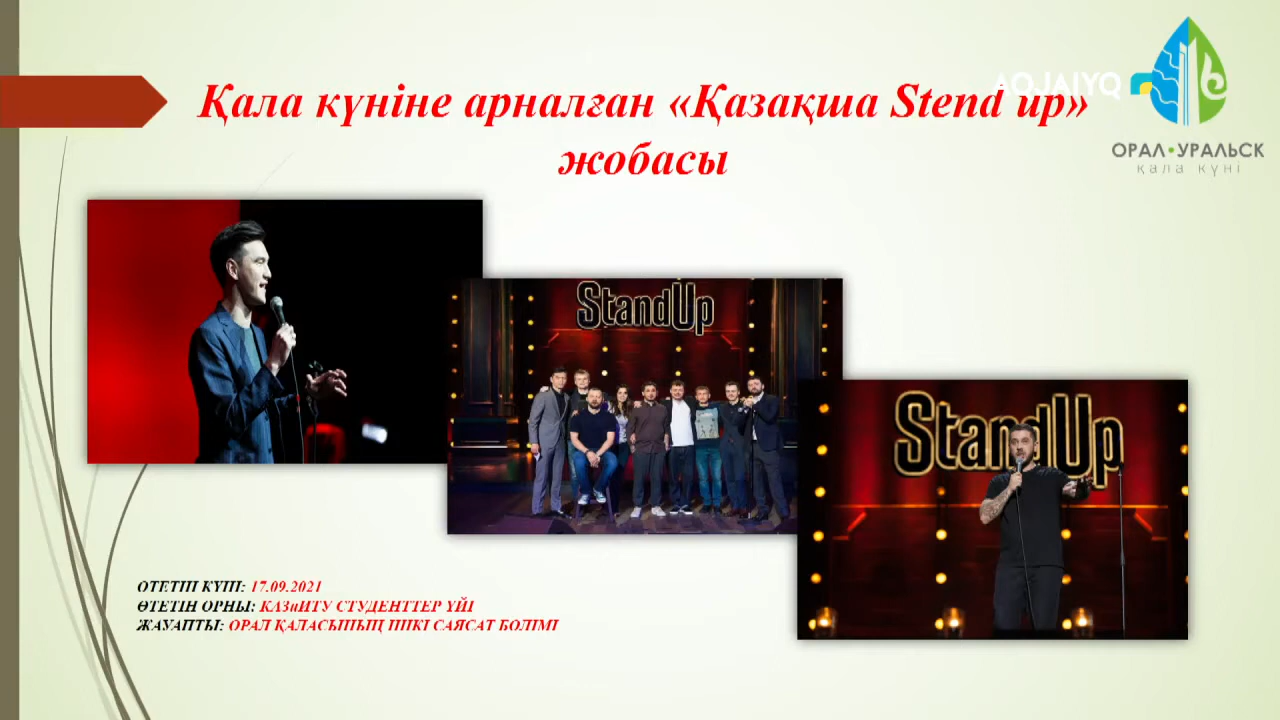 Қала күніне арналған «Қазақша Stend up»
жобасы
AQJAIYQ
ОРАЛ•УРАЛЬСК
қала күні
StandUp
StandUp
ӨТЕТІН КҮНІ: 17.09.2021
ӨТЕТІН ОРНЫ: ҚАЗиИТУ СТУДЕНТТЕР ҮЙІ
ЖАУАПТЫ: ОРАЛ ҚАЛАСЫНЫҢ ІШКІ САЯСАТ БӨЛІМІ